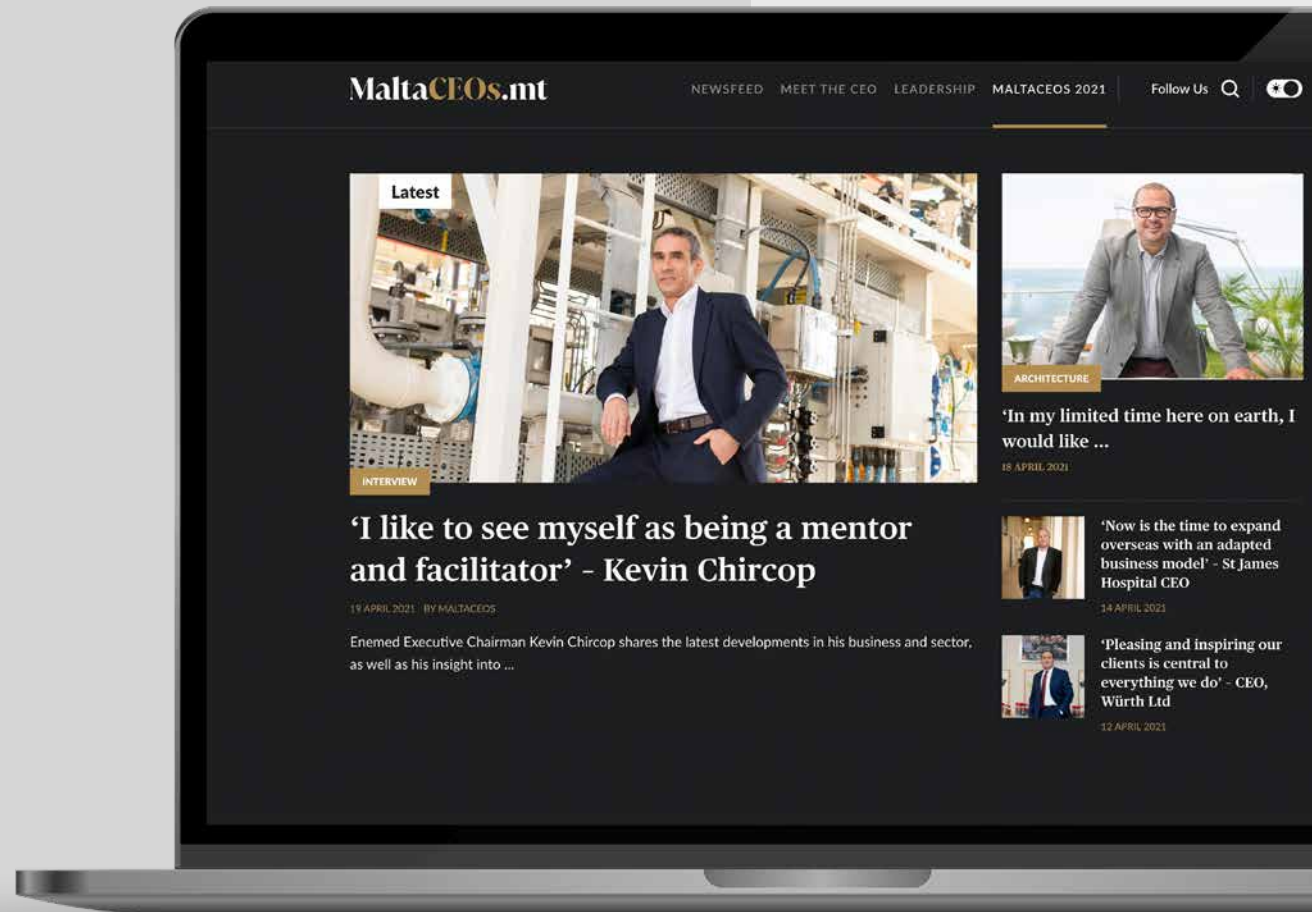 MaltaCEOs.mt
NEWSFEED MEET THE CEO LEADERSHIP MALTACEOS 2021 Follow Us
Latest
INTERVIEW
‘I like to see myself as being a mentor
and facilitator’ – Kevin Chircop
19 APRIL 2021 BY MALTACEOS
Enemed Executive Chairman Kevin Chircop shares the latest developments in his business and sector,
as well as his insight into ...
ARCHITECTURE
‘In my limited time here on earth, I
would like ...
18 APRIL 2021
‘Now is the time to expand
overseas with an adapted
business model’ – St James
Hospital CEO
14 APRIL 2021
‘Pleasing and inspiring our
clients is central to
everything we do’ – CEO,
Würth Ltd
12 APRIL 2021